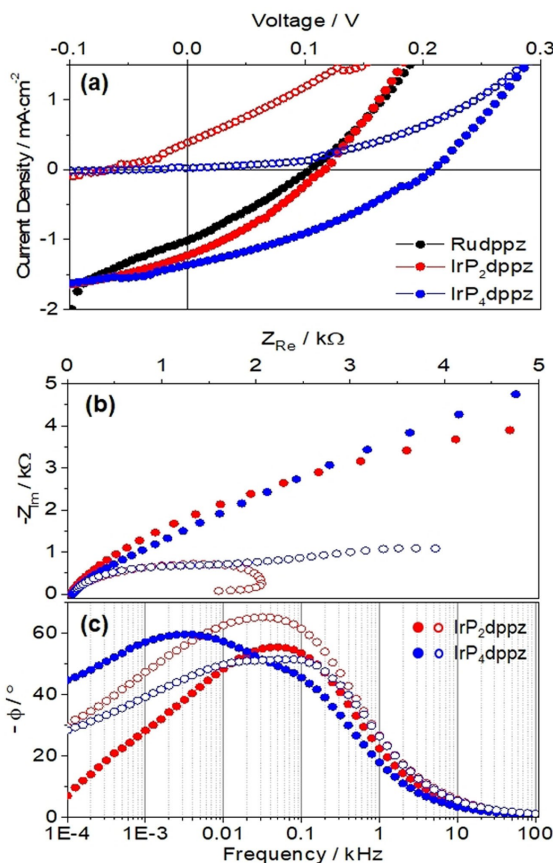 Voltage / V
-0.1 0.0 0.1 0.2 0.3
(a)
Current Density / mA·cm⁻²
1
0
-1
-2
Rudppz
IrP₂dppz
IrP₄dppz
Z_Re / kΩ
0 1 2 3 4 5
(b)
-Z_Im / kΩ
5
4
3
2
1
0
(c)
-ϕ / °
60
40
20
0
IrP₂dppz
IrP₄dppz
1E-4 1E-3 0.01 0.1 1 10 100
Frequency / kHz